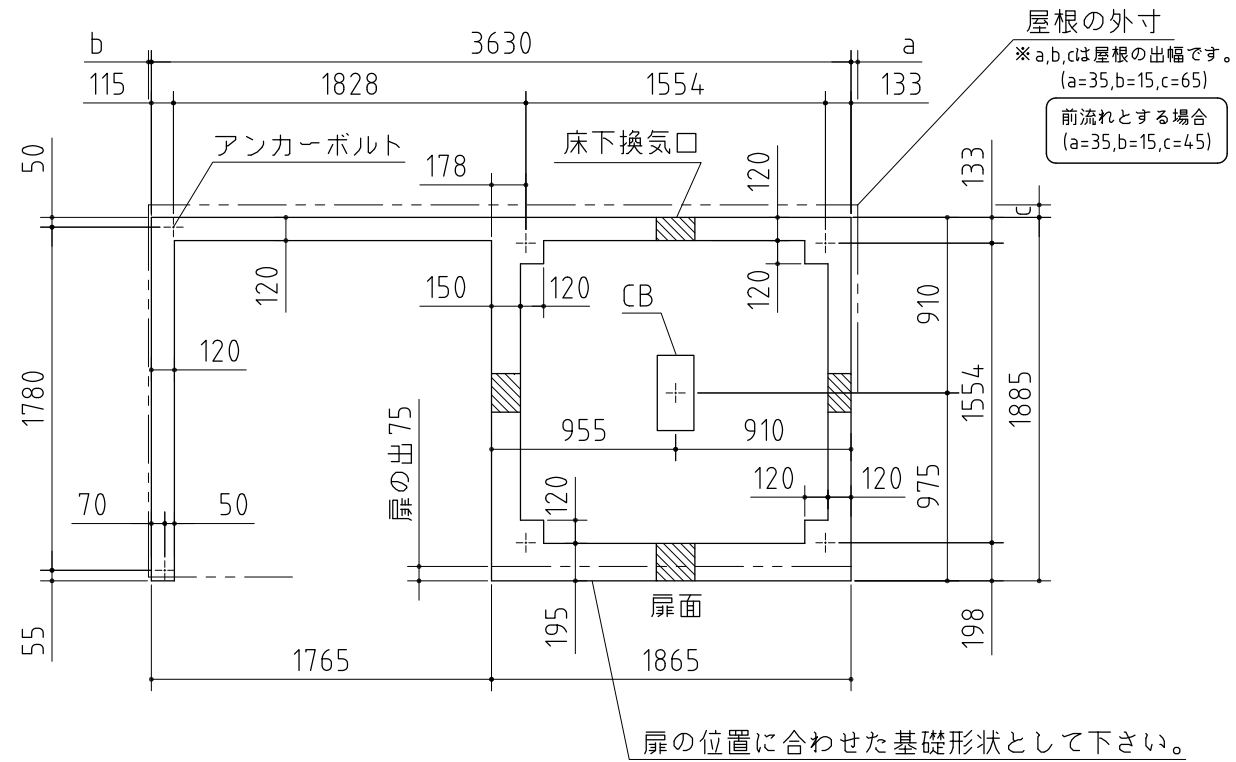 屋根の外寸
※a,b,cは屋根の出幅です。
(a=35,b=15,c=65)
前流れとする場合
(a=35,b=15,c=45)
b
3630
a
115
1828
1554
133
アンカーボルト
床下換気口
50
178
120
133
c
120
150
120
120
CB
910
120
1780
扉の出 75
1554
1885
955
910
70
50
120
120
120
975
扉面
55
195
198
1765
1865
扉の位置に合わせた基礎形状として下さい。